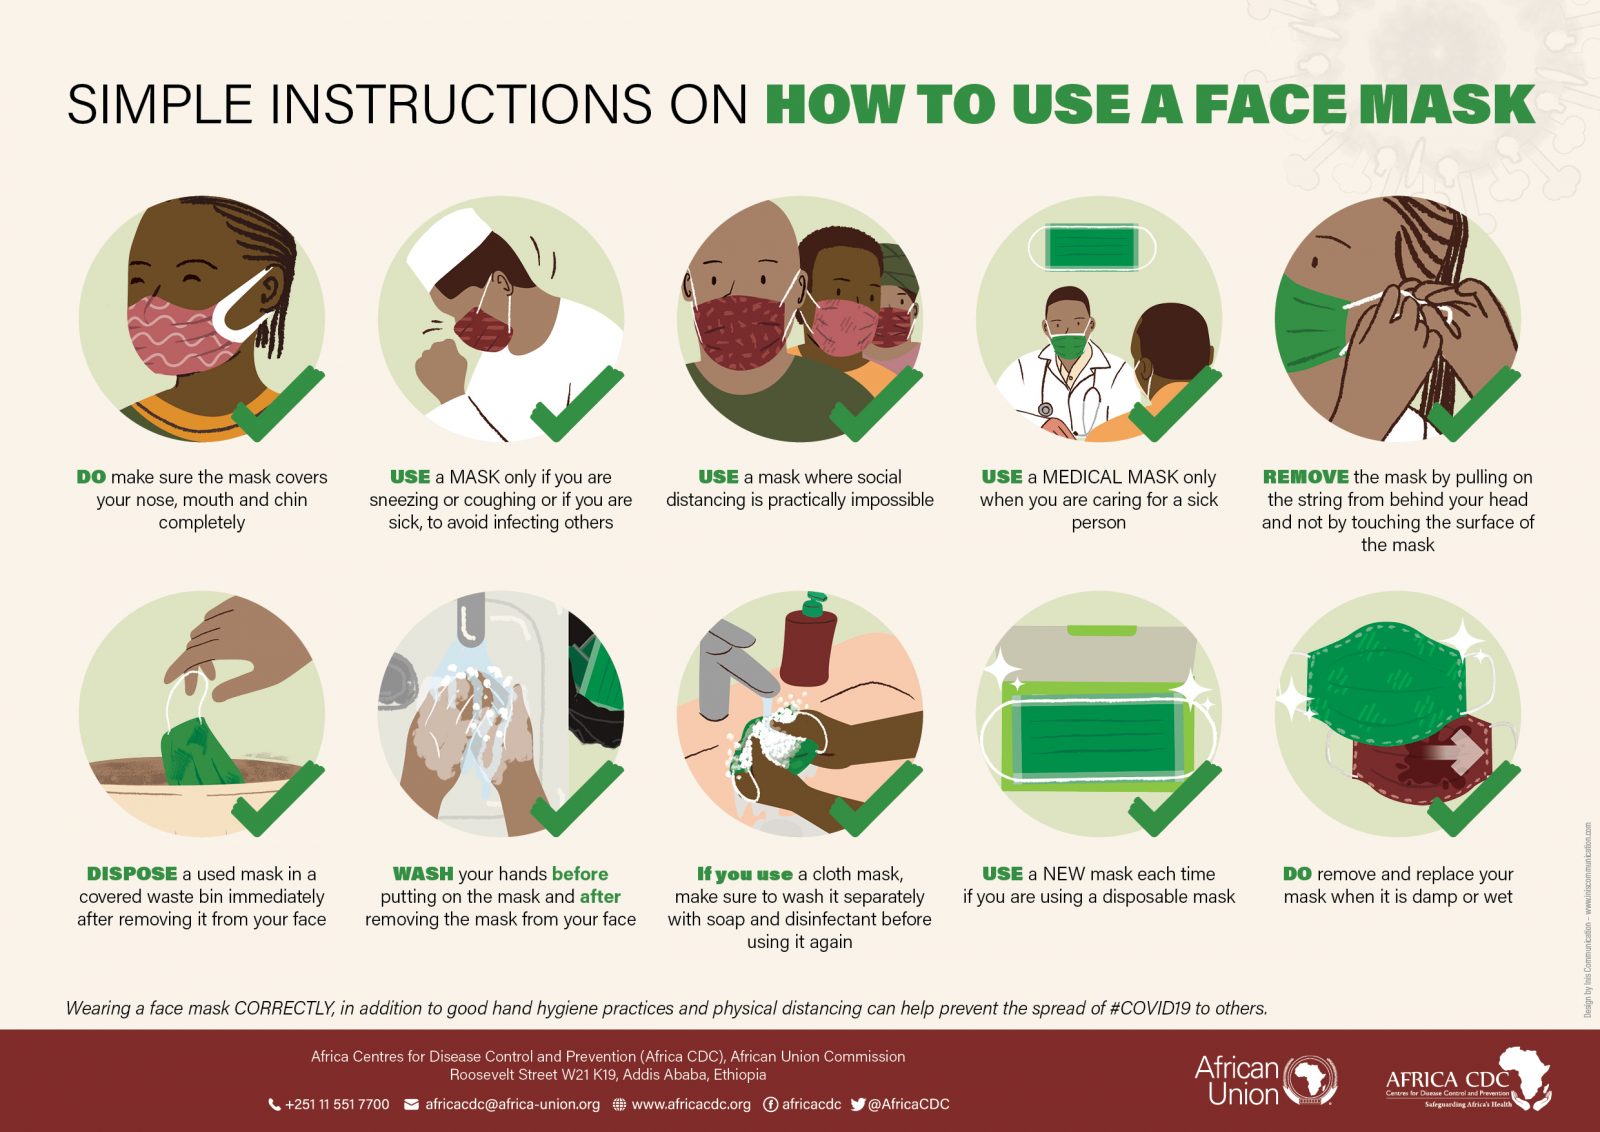 SIMPLE INSTRUCTIONS ON HOW TO USE A FACE MASK
DO make sure the mask covers
your nose, mouth and chin
completely
USE a MASK only if you are
sneezing or coughing or if you are
sick, to avoid infecting others
USE a mask where social
distancing is practically impossible
USE a MEDICAL MASK only
when you are caring for a sick
person
REMOVE the mask by pulling on
the string from behind your head
and not by touching the surface of
the mask
DISPOSE a used mask in a
covered waste bin immediately
after removing it from your face
WASH your hands before
putting on the mask and after
removing the mask from your face
If you use a cloth mask,
make sure to wash it separately
with soap and disinfectant before
using it again
USE a NEW mask each time
if you are using a disposable mask
DO remove and replace your
mask when it is damp or wet
Wearing a face mask CORRECTLY, in addition to good hand hygiene practices and physical distancing can help prevent the spread of #COVID19 to others.
Design by Inis Communication – www.iniscommunication.com
Africa Centres for Disease Control and Prevention (Africa CDC), African Union Commission
Roosevelt Street W21 K19, Addis Ababa, Ethiopia
+251 11 551 7700 africacdc@africa-union.org www.africacdc.org africacdc @AfricaCDC
African
Union
AFRICA CDC
Centres for Disease Control and Prevention
Safeguarding Africa's Health